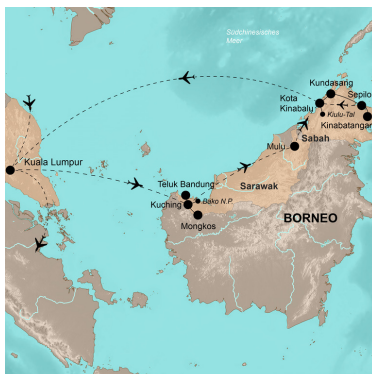 Südchinesisches
Meer
Kundasang
Kota
Kinabalu
Sepilo
Kiulu-Tal
Kinabatangan
Sabah
Mulu
Kuala Lumpur
Teluk Bandung
Sarawak
Kuching
Bako N.P.
BORNEO
Mongkos